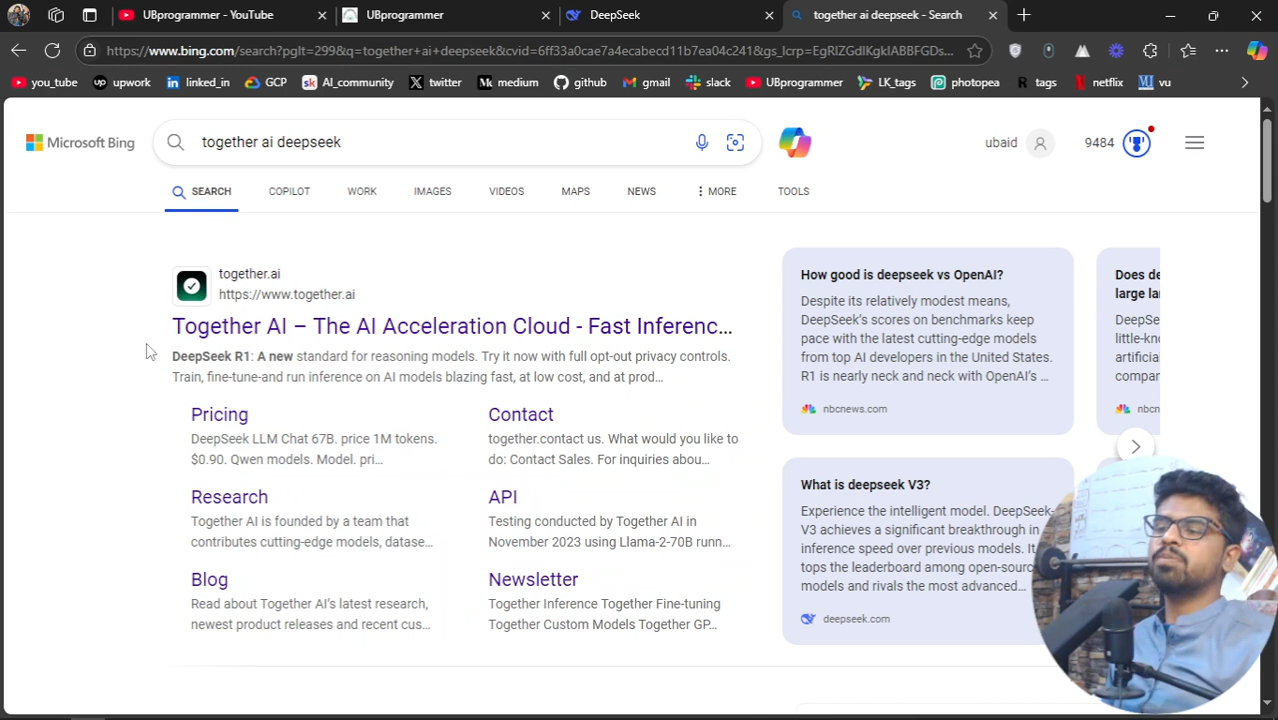 UBprogrammer - YouTube
UBprogrammer
DeepSeek
together ai deepseek - Search
https://www.bing.com/search?pglt=299&q=together+ai+deepseek&cvid=6ff33a0cae7a4cabecd11b7ea04c241&gs_lcrp=EgRlZGdlKgkIABBFGDs...
you_tube
upwork
linked_in
GCP
AI_community
twitter
medium
github
gmail
slack
UBprogrammer
LK_tags
photopea
tags
netflix
vu
Microsoft Bing
together ai deepseek
ubaid
9484
SEARCH
COPILOT
WORK
IMAGES
VIDEOS
MAPS
NEWS
MORE
TOOLS
together.ai
https://www.together.ai
Together AI – The AI Acceleration Cloud - Fast Inferenc...
DeepSeek R1: A new standard for reasoning models. Try it now with full opt-out privacy controls.
Train, fine-tune-and run inference on AI models blazing fast, at low cost, and at prod...
Pricing
DeepSeek LLM Chat 67B. price 1M tokens.
$0.90. Qwen models. Model. pri...
Contact
together.contact us. What would you like to
do: Contact Sales. For inquiries abou...
Research
Together AI is founded by a team that
contributes cutting-edge models, datase...
API
Testing conducted by Together AI in
November 2023 using Llama-2-70B runn...
Blog
Read about Together AI's latest research,
newest product releases and recent cus...
Newsletter
Together Inference Together Fine-tuning
Together Custom Models Together GP...
How good is deepseek vs OpenAI?
Despite its relatively modest means,
DeepSeek's scores on benchmarks keep
pace with the latest cutting-edge models
from top AI developers in the United States.
R1 is nearly neck and neck with OpenAI's ...
nbcnews.com
Does de
large la
DeepSe
little-kn
artificia
compar
nbcn
What is deepseek V3?
Experience the intelligent model. DeepSeek-
V3 achieves a significant breakthrough in
inference speed over previous models. It
tops the leaderboard among open-sourc
models and rivals the most advanced...
deepseek.com